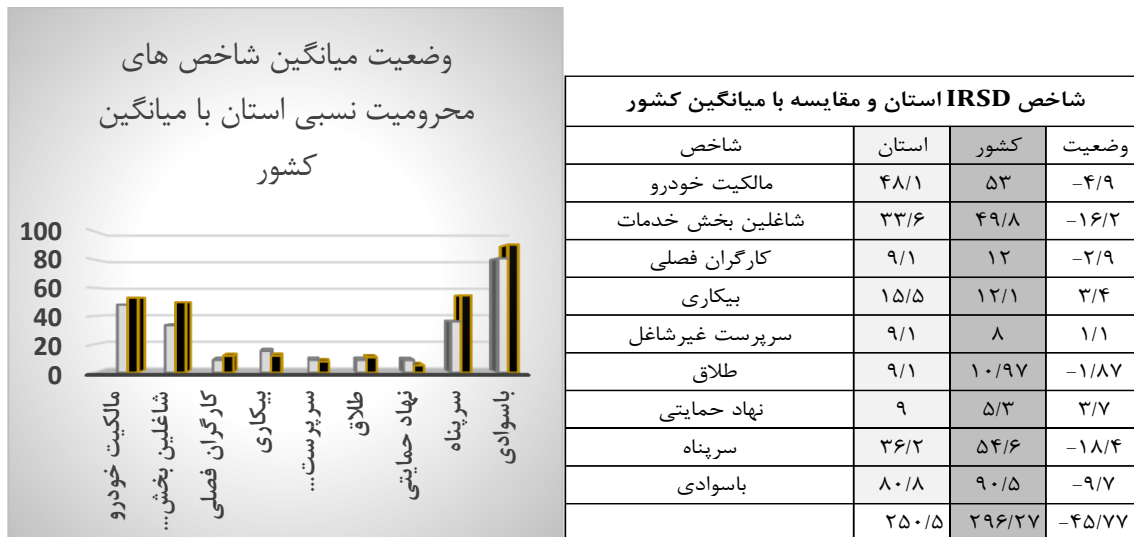 وضعیت میانگین شاخص های
محرومیت نسبی استان با میانگین
کشور
100
80
60
40
20
0
مالکیت خودرو
شاغلین بخش...
کارگران فصلی
بیکاری
سرپرست...
طلاق
نهاد حمایتی
سرپناه
باسوادی
شاخص IRSD استان و مقایسه با میانگین کشور
شاخص استان کشور وضعیت
مالکیت خودرو ۴۸/۱ ۵۳ -۴/۹
شاغلین بخش خدمات ۳۳/۶ ۴۹/۸ -۱۶/۲
کارگران فصلی ۹/۱ ۱۲ -۲/۹
بیکاری ۱۵/۵ ۱۲/۱ ۳/۴
سرپرست غیرشاغل ۹/۱ ۸ ۱/۱
طلاق ۹/۱ ۱۰/۹۷ -۱/۸۷
نهاد حمایتی ۹ ۵/۳ ۳/۷
سرپناه ۳۶/۲ ۵۴/۶ -۱۸/۴
باسوادی ۸۰/۸ ۹۰/۵ -۹/۷
۲۵۰/۵ ۲۹۶/۲۷ -۴۵/۷۷